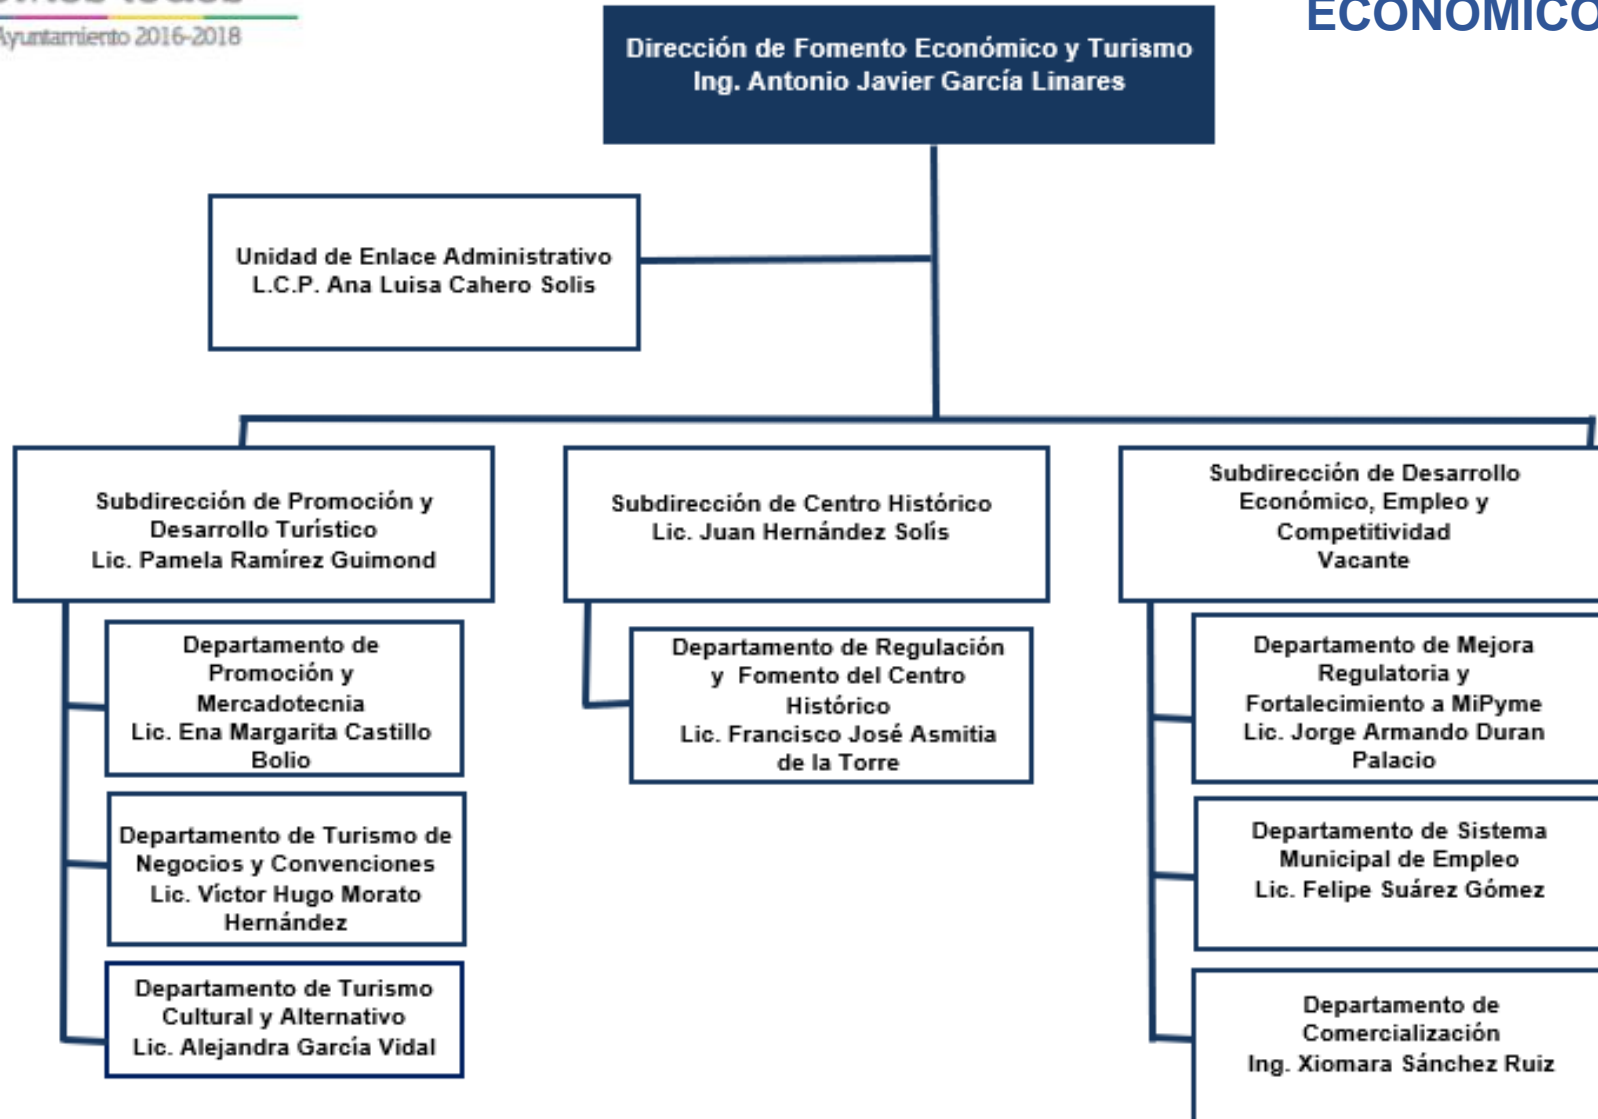 Ayuntamiento 2016-2018
ECONÓMICO
Dirección de Fomento Económico y Turismo
Ing. Antonio Javier García Linares
Unidad de Enlace Administrativo
L.C.P. Ana Luisa Cahero Solis
Subdirección de Promoción y
Desarrollo Turístico
Lic. Pamela Ramírez Guimond
Departamento de
Promoción y
Mercadotecnia
Lic. Ena Margarita Castillo
Bolio
Departamento de Turismo de
Negocios y Convenciones
Lic. Víctor Hugo Morato
Hernández
Departamento de Turismo
Cultural y Alternativo
Lic. Alejandra García Vidal
Subdirección de Centro Histórico
Lic. Juan Hernández Solís
Departamento de Regulación
y Fomento del Centro
Histórico
Lic. Francisco José Asmitia
de la Torre
Subdirección de Desarrollo
Económico, Empleo y
Competitividad
Vacante
Departamento de Mejora
Regulatoria y
Fortalecimiento a MiPyme
Lic. Jorge Armando Duran
Palacio
Departamento de Sistema
Municipal de Empleo
Lic. Felipe Suárez Gómez
Departamento de
Comercialización
Ing. Xiomara Sánchez Ruiz